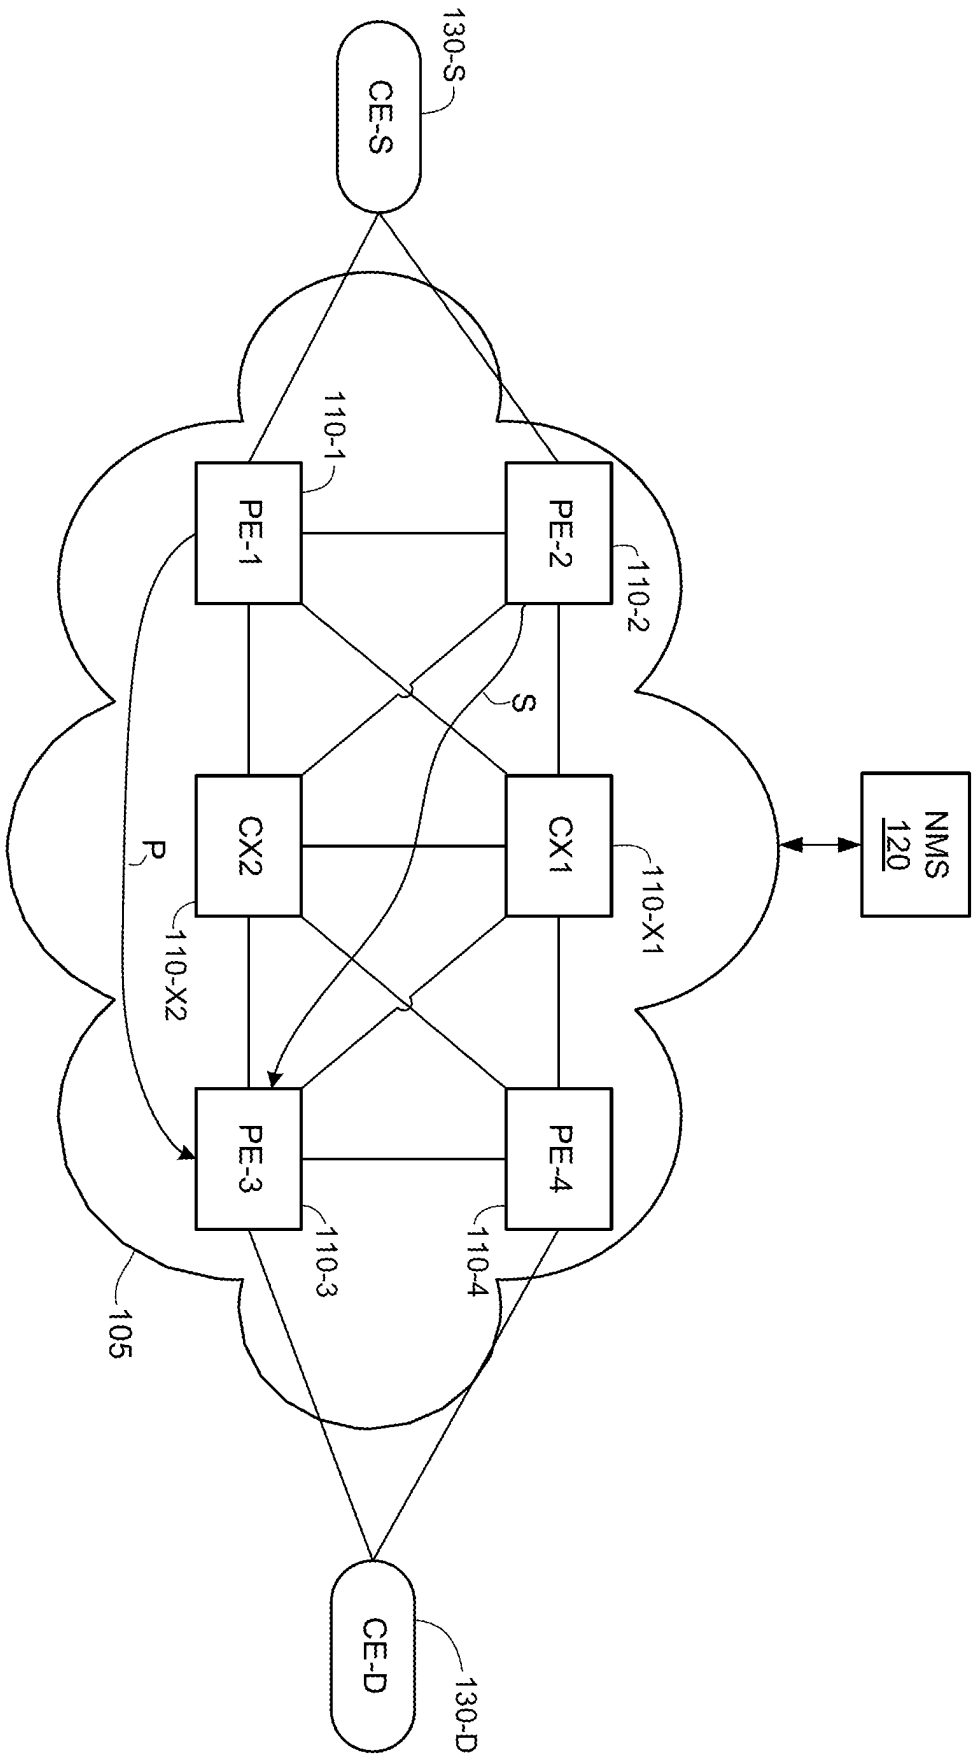 NMS
120
130-S
CE-S
110-2
PE-2
S
CX1
110-X1
PE-4
110-4
110-1
PE-1
CX2
110-X2
P
PE-3
110-3
105
CE-D
130-D